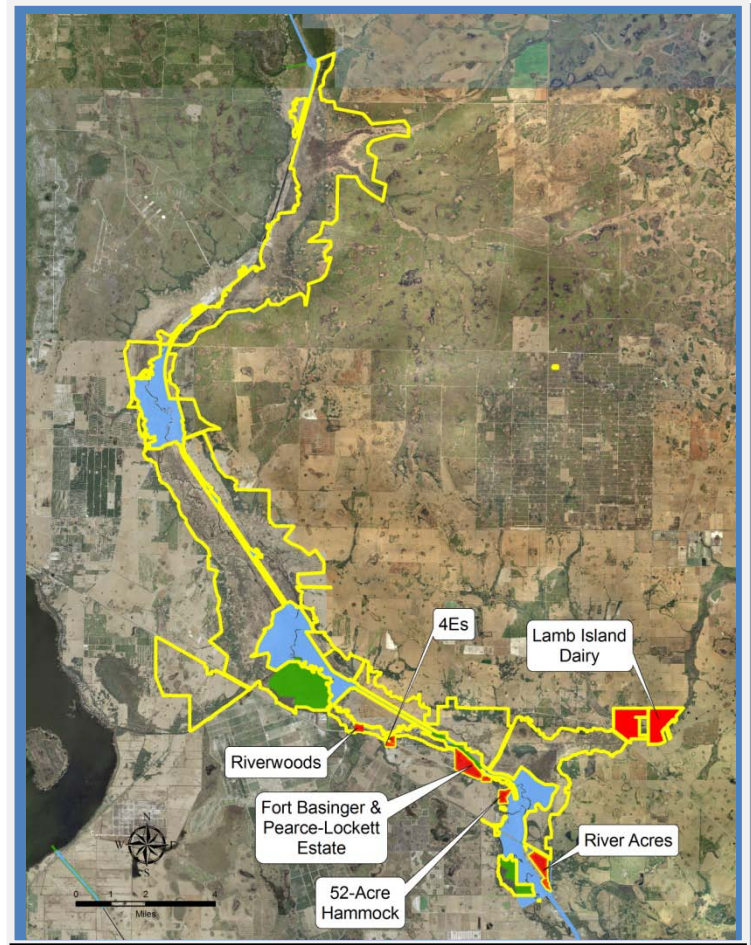 4Es
Lamb Island
Dairy
Riverwoods
Fort Basinger &
Pearce-Lockett
Estate
River Acres
52-Acre
Hammock
N
W E
S
0 2 4
Miles